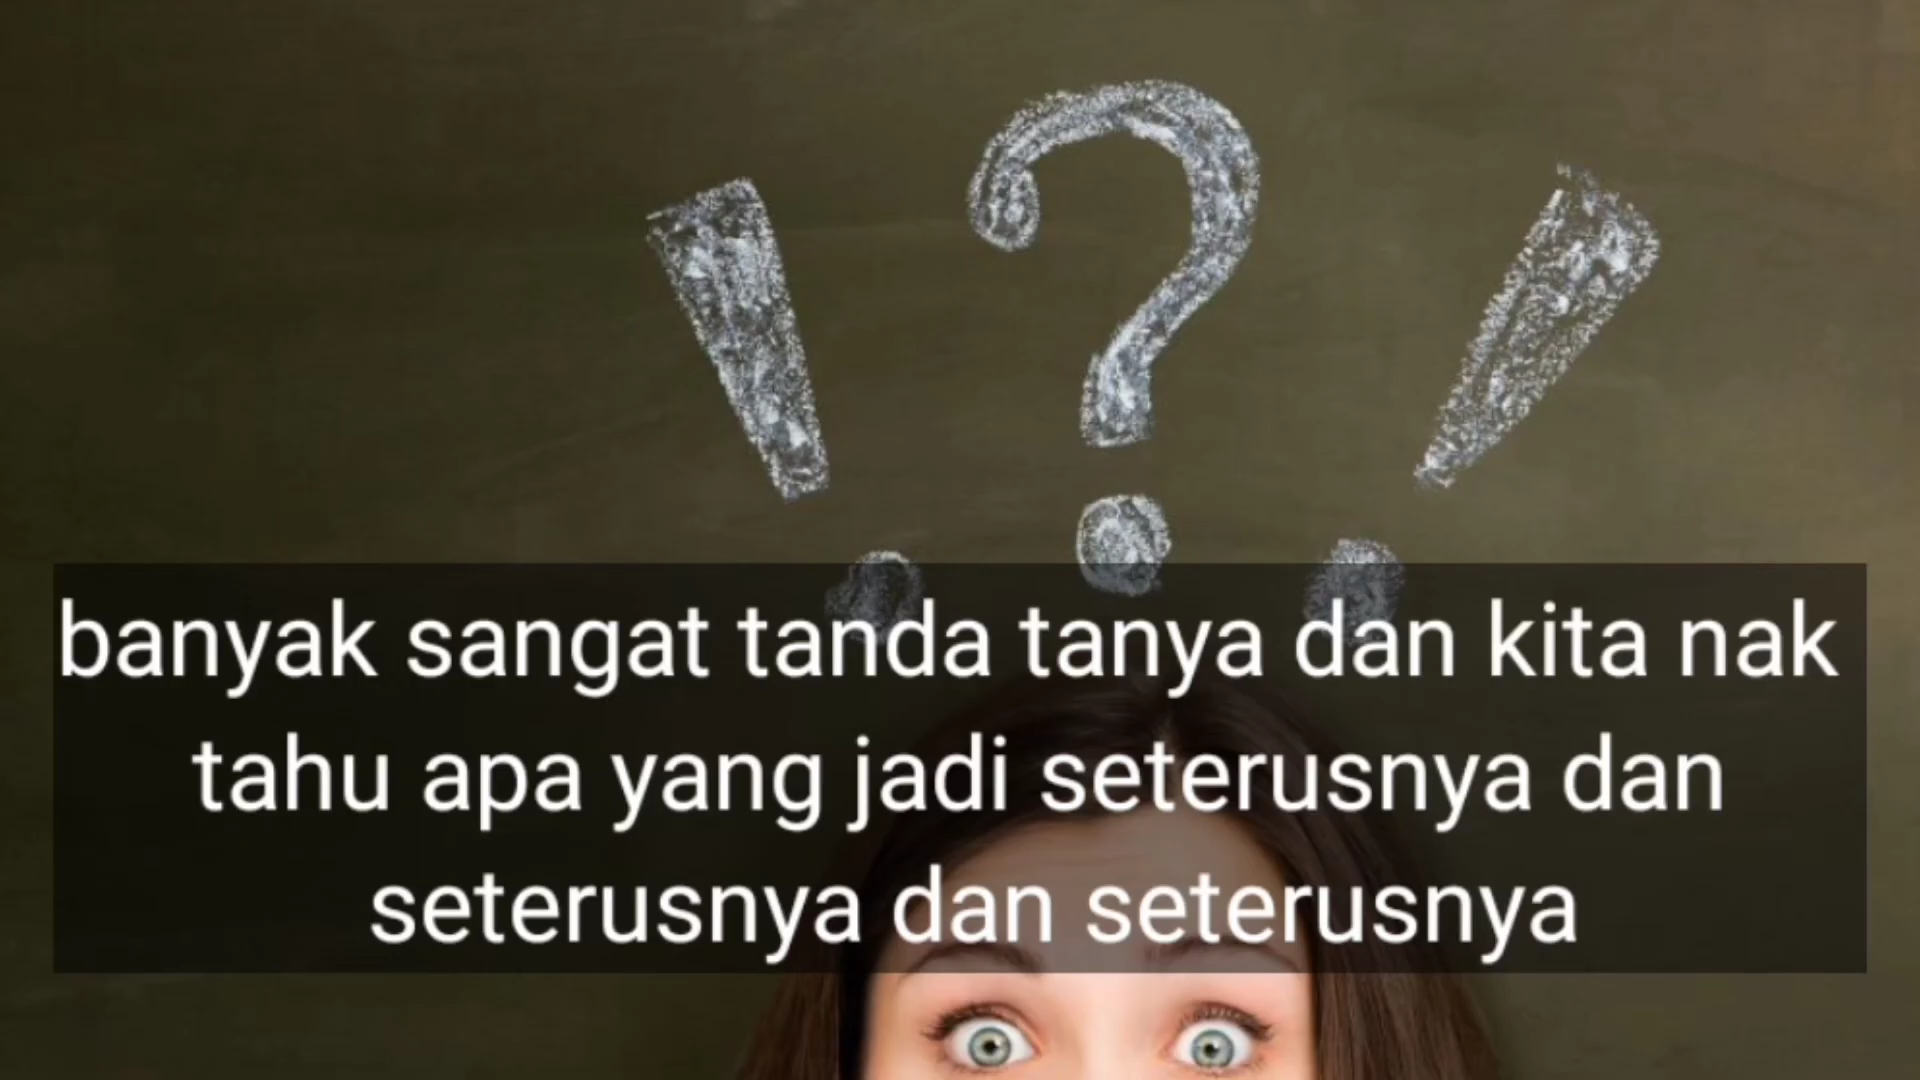 banyak sangat tanda tanya dan kita nak
tahu apa yang jadi seterusnya dan
seterusnya dan seterusnya